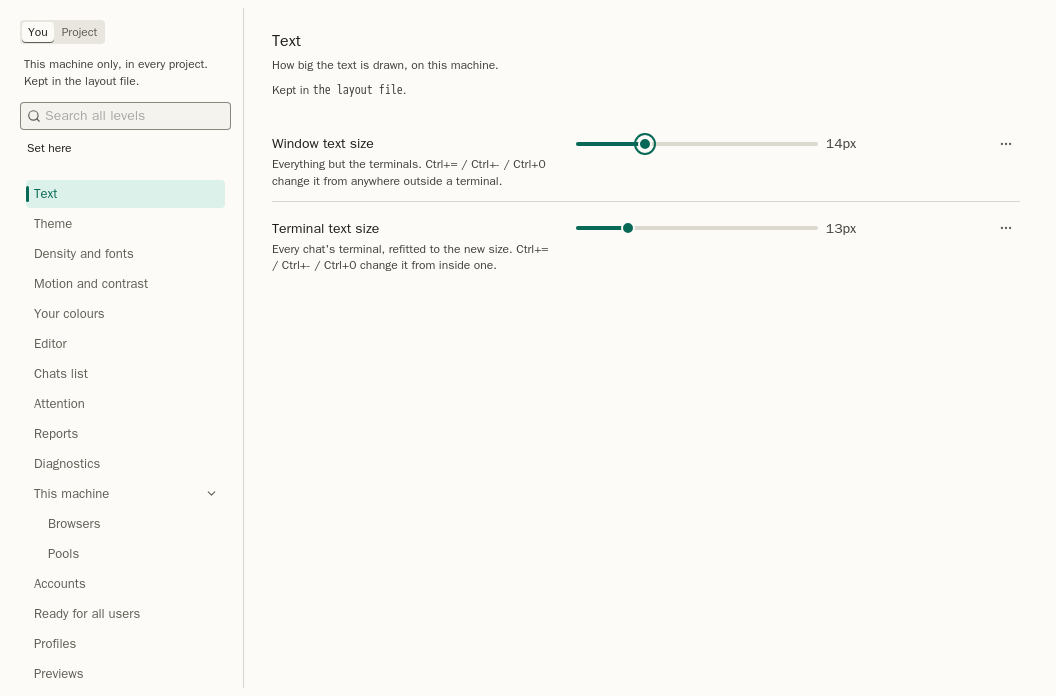 You Project
This machine only, in every project.
Kept in the layout file.
Search all levels
Set here
Text
Theme
Density and fonts
Motion and contrast
Your colours
Editor
Chats list
Attention
Reports
Diagnostics
This machine
Browsers
Pools
Accounts
Ready for all users
Profiles
Previews
Text
How big the text is drawn, on this machine.
Kept in the layout file.
Window text size
14px
Everything but the terminals. Ctrl+= / Ctrl+- / Ctrl+0
change it from anywhere outside a terminal.
Terminal text size
13px
Every chat's terminal, refitted to the new size. Ctrl+=
/ Ctrl+- / Ctrl+0 change it from inside one.